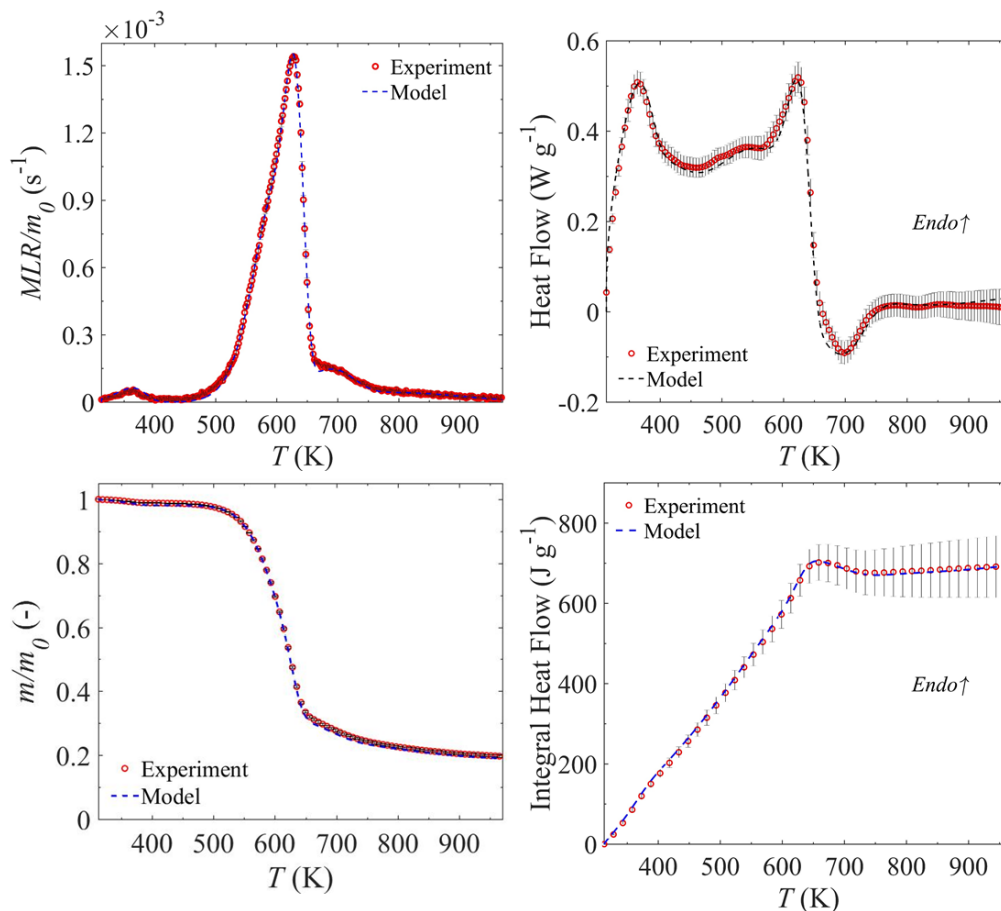 ×10⁻³
1.5
1.2
0.9
0.6
0.3
0
MLR/m₀ (s⁻¹)
Experiment
Model
400 500 600 700 800 900
T (K)
0.6
0.4
0.2
0
-0.2
Heat Flow (W g⁻¹)
Endo↑
Experiment
Model
400 500 600 700 800 900
T (K)
1
0.8
0.6
0.4
0.2
0
m/m₀ (-)
Experiment
Model
400 500 600 700 800 900
T (K)
800
600
400
200
0
Integral Heat Flow (J g⁻¹)
Experiment
Model
Endo↑
400 500 600 700 800 900
T (K)